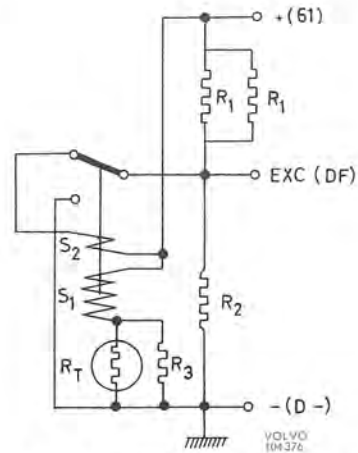 +(61)
R1 R1
EXC (DF)
S2
S1
R2
RT R3
-(D-)
VOLVO
104376